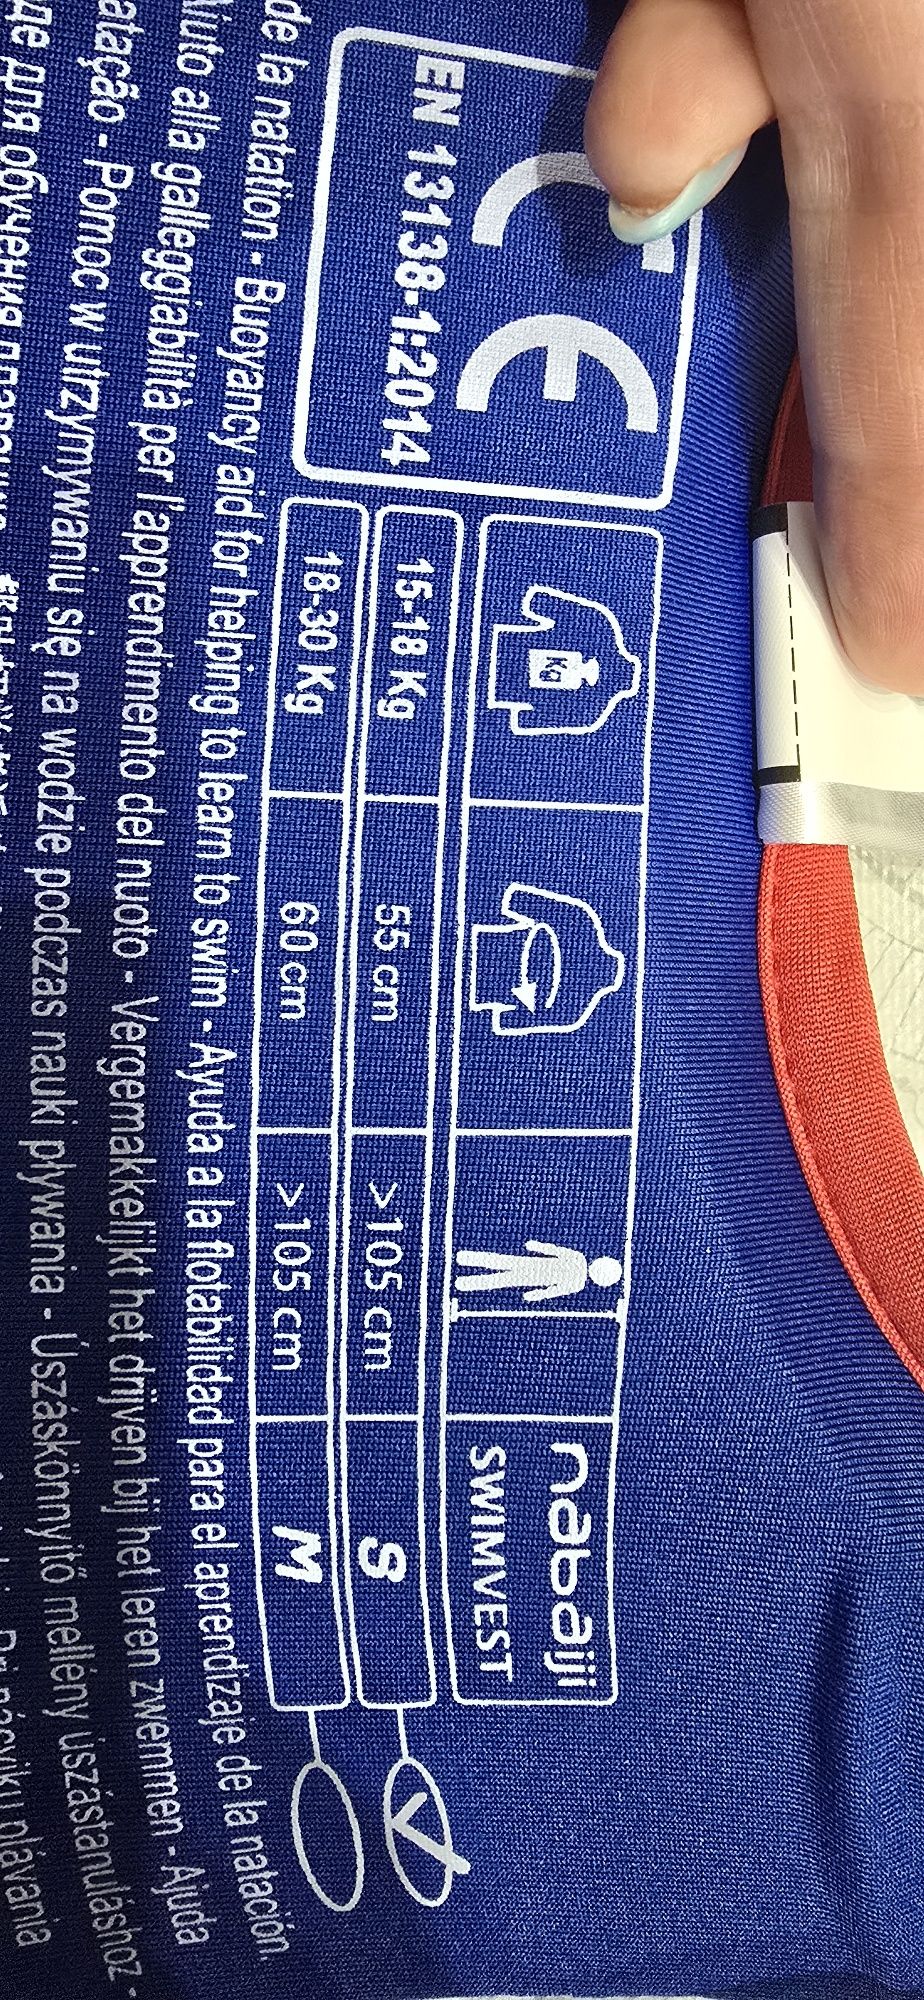 CE
EN 13138-1:2014
Kg
nabaiji
SWIMVEST
15-18 Kg 55 cm >105 cm S
18-30 Kg 60 cm >105 cm M
de la natation - Buoyancy aid for helping to learn to swim - Ayuda a la flotabilidad para el aprendizaje de la natación
alla galleggiabilità per l'apprendimento del nuoto - Vergemakkelijkt het drijven bij het leren zwemmen - Ajuda
- Pomoc w utrzymywaniu się na wodzie podczas nauki pływania - Úszáskönnyítő mellény úszástanuláshoz -
для обучения